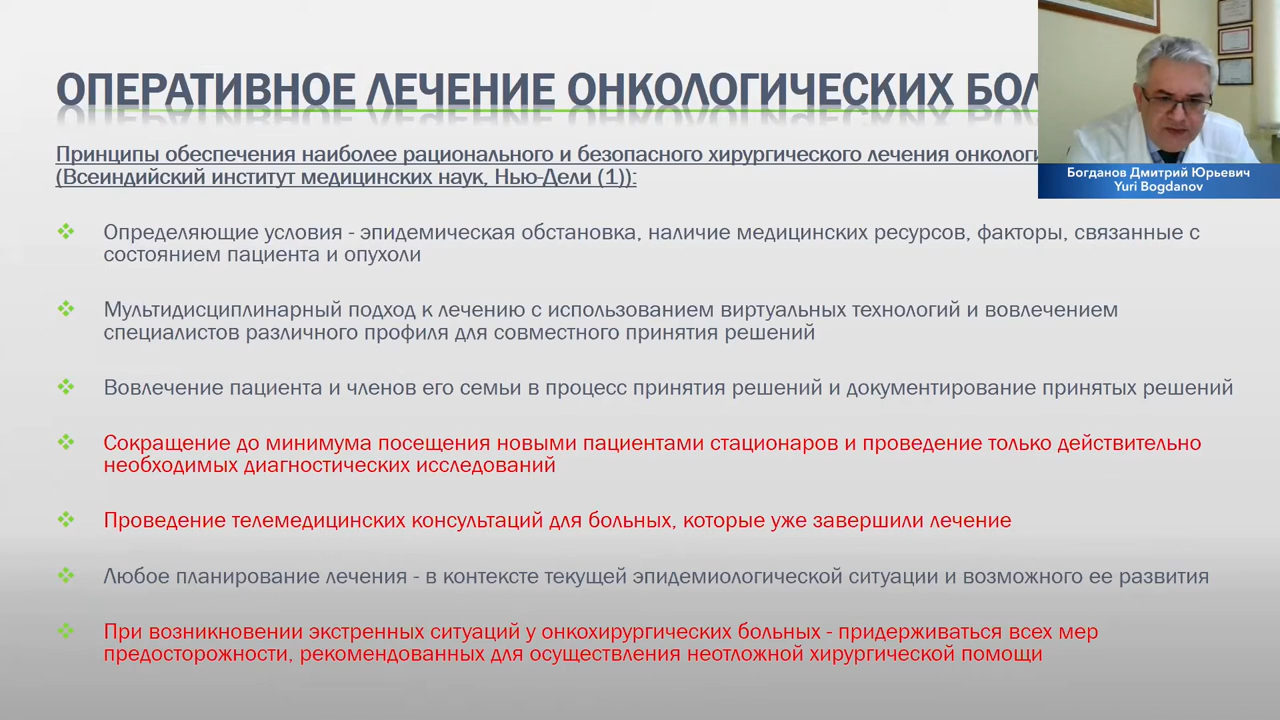 ОПЕРАТИВНОЕ ЛЕЧЕНИЕ ОНКОЛОГИЧЕСКИХ
Принципы обеспечения наиболее рационального и безопасного хирургического лечения
(Всеиндийский институт медицинских наук, Нью-Дели (1)):
Богданов Дмитрий Юрьевич
Yuri Bogdanov
Определяющие условия - эпидемическая обстановка, наличие медицинских ресурсов, факторы, связанные с
состоянием пациента и опухоли
Мультидисциплинарный подход к лечению с использованием виртуальных технологий и вовлечением
специалистов различного профиля для совместного принятия решений
Вовлечение пациента и членов его семьи в процесс принятия решений и документирование принятых решений
Сокращение до минимума посещения новыми пациентами стационаров и проведение только действительно
необходимых диагностических исследований
Проведение телемедицинских консультаций для больных, которые уже завершили лечение
Любое планирование лечения - в контексте текущей эпидемиологической ситуации и возможного ее развития
При возникновении экстренных ситуаций у онкохирургических больных - придерживаться всех мер
предосторожности, рекомендованных для осуществления неотложной хирургической помощи